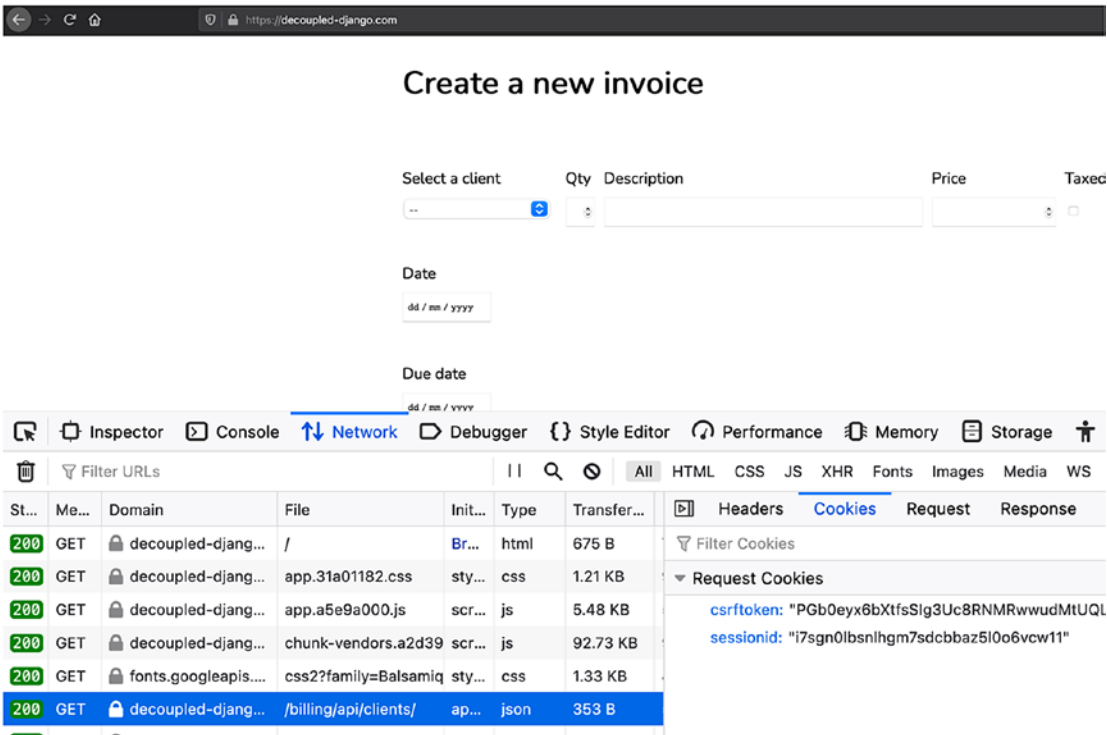 https://decoupled-django.com
Create a new invoice
Select a client Qty Description Price Taxed
--
Date
dd / mm / yyyy
Due date
dd / mm / yyyy
Inspector Console Network Debugger {} Style Editor Performance Memory Storage
Filter URLs All HTML CSS JS XHR Fonts Images Media WS
St... Me... Domain File Init... Type Transfer... Headers Cookies Request Response
200 GET decoupled-djang... / Br... html 675 B Filter Cookies
200 GET decoupled-djang... app.31a01182.css sty... css 1.21 KB Request Cookies
200 GET decoupled-djang... app.a5e9a000.js scr... js 5.48 KB csrftoken: "PGb0eyx6bXtfsSlg3Uc8RNMRwwudMtUQL
200 GET decoupled-djang... chunk-vendors.a2d39 scr... js 92.73 KB sessionid: "i7sgn0lbsnlhgm7sdcbbaz5l0o6vcw11"
200 GET fonts.googleapis.... css2?family=Balsamiq sty... css 1.33 KB
200 GET decoupled-djang... /billing/api/clients/ ap... json 353 B